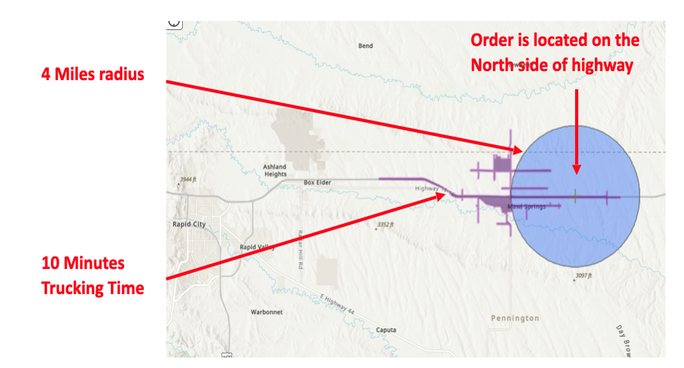 Bend
Order is located on the
North side of highway
4 Miles radius
Ashland
Heights
3944 ft
Box Elder
Highway
Springs
Rapid City
3352 ft
Rapid Valley
Hill Rd
10 Minutes
Trucking Time
3097 ft
E Highway 44
Warbonnet
Pennington
Caputa
Day Brow